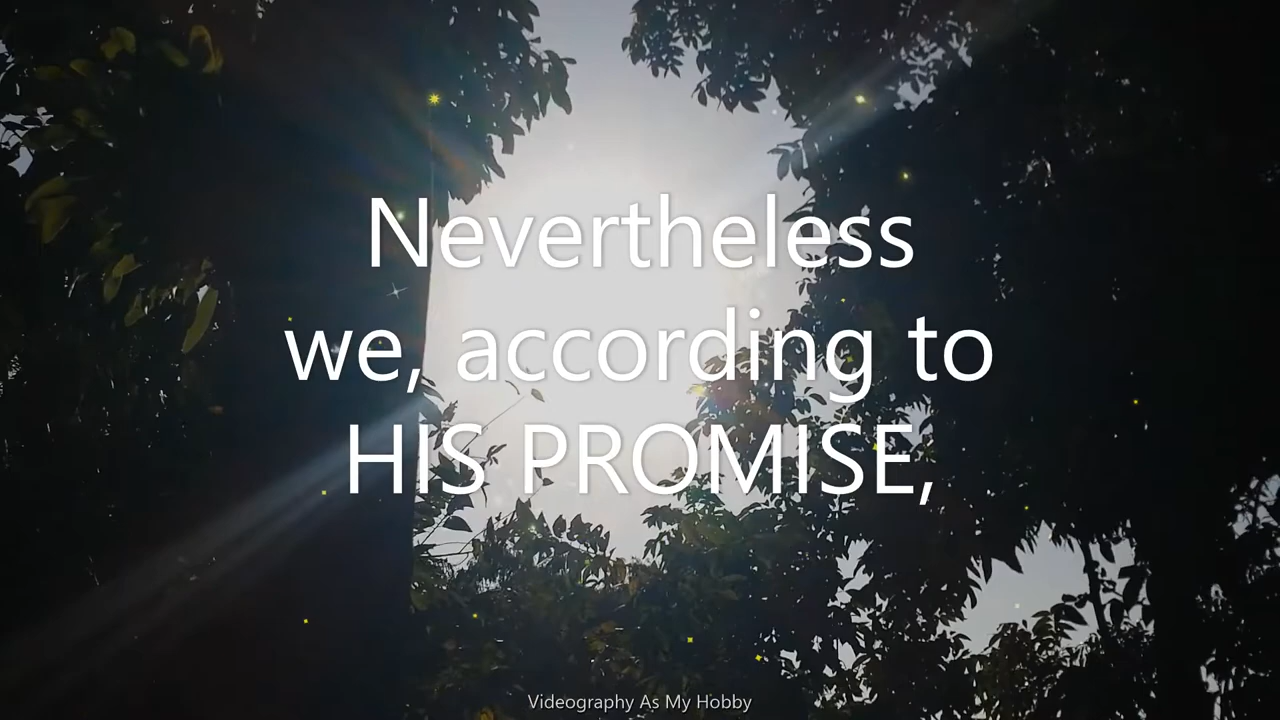 Nevertheless
we, according to
HIS PROMISE,
Videography As My Hobby